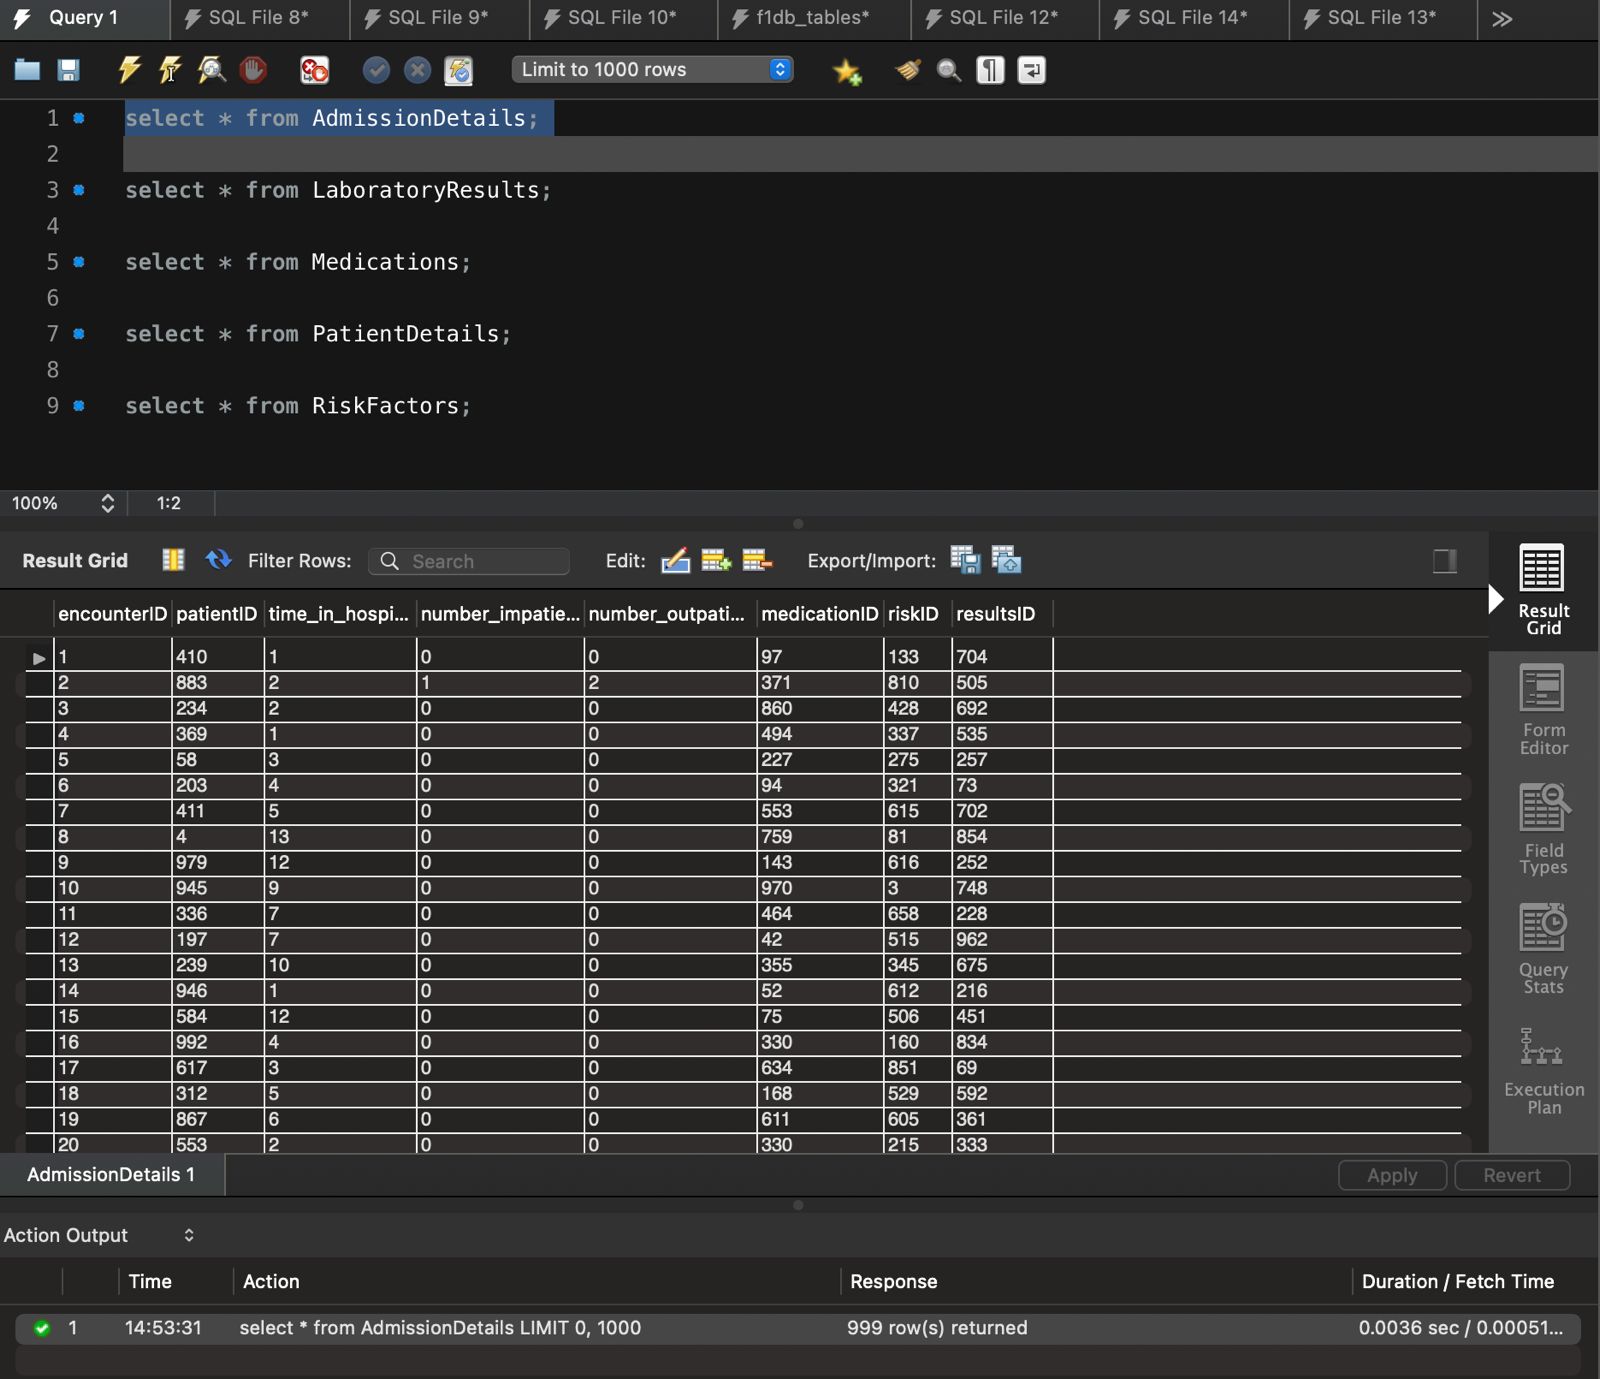 Query 1 SQL File 8* SQL File 9* SQL File 10* f1db_tables* SQL File 12* SQL File 14* SQL File 13*
Limit to 1000 rows
1 select * from AdmissionDetails;
2
3 select * from LaboratoryResults;
4
5 select * from Medications;
6
7 select * from PatientDetails;
8
9 select * from RiskFactors;
100% 1:2
Result Grid Filter Rows: Search Edit: Export/Import:
encounterID patientID time_in_hospi... number_impatie... number_outpati... medicationID riskID resultsID
1 410 1 0 0 97 133 704
2 883 2 1 2 371 810 505
3 234 2 0 0 860 428 692
4 369 1 0 0 494 337 535
5 58 3 0 0 227 275 257
6 203 4 0 0 94 321 73
7 411 5 0 0 553 615 702
8 4 13 0 0 759 81 854
9 979 12 0 0 143 616 252
10 945 9 0 0 970 3 748
11 336 7 0 0 464 658 228
12 197 7 0 0 42 515 962
13 239 10 0 0 355 345 675
14 946 1 0 0 52 612 216
15 584 12 0 0 75 506 451
16 992 4 0 0 330 160 834
17 617 3 0 0 634 851 69
18 312 5 0 0 168 529 592
19 867 6 0 0 611 605 361
20 553 2 0 0 330 215 333
Result
Grid
Form
Editor
Field
Types
Query
Stats
Execution
Plan
AdmissionDetails 1 Apply Revert
Action Output
Time Action Response Duration / Fetch Time
1 14:53:31 select * from AdmissionDetails LIMIT 0, 1000 999 row(s) returned 0.0036 sec / 0.00051...